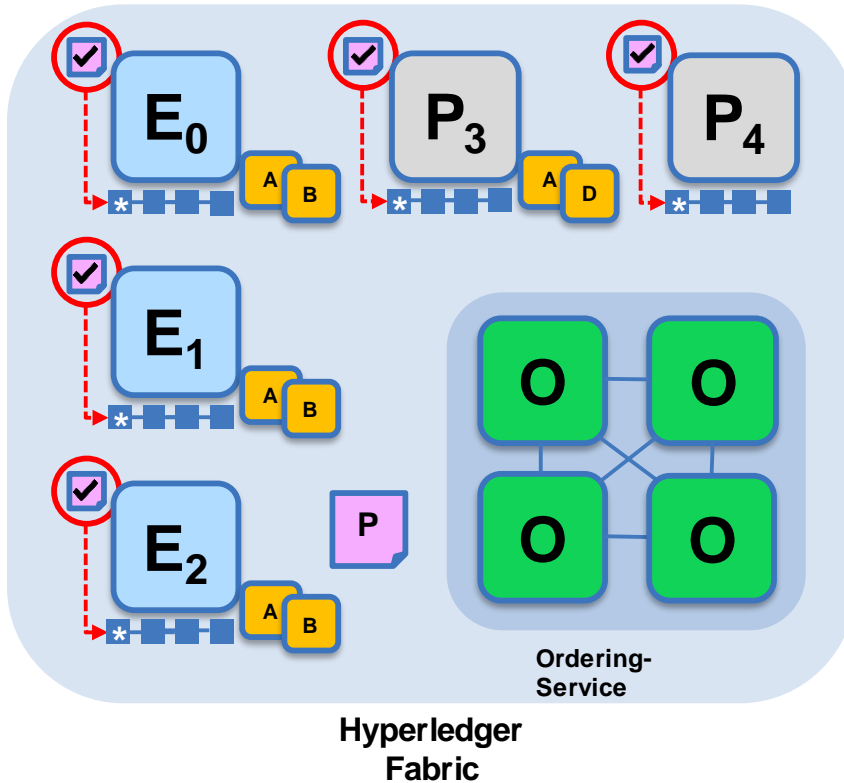 E0
P3
P4
A
B
A
D
*
*
*
E1
A
B
*
O
O
E2
P
O
O
A
B
*
Ordering-
Service
Hyperledger
Fabric